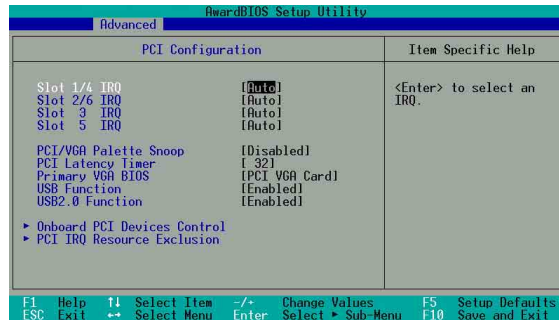 AwardBIOS Setup Utility
Advanced
PCI Configuration
Item Specific Help
Slot 1/4 IRQ [Auto]
Slot 2/6 IRQ [Auto]
Slot 3 IRQ [Auto]
Slot 5 IRQ [Auto]
<Enter> to select an
IRQ.
PCI/VGA Palette Snoop [Disabled]
PCI Latency Timer [ 32]
Primary VGA BIOS [PCI VGA Card]
USB Function [Enabled]
USB2.0 Function [Enabled]
► Onboard PCI Devices Control
► PCI IRQ Resource Exclusion
F1 Help ↑↓ Select Item -/+ Change Values F5 Setup Defaults
ESC Exit ←→ Select Menu Enter Select ► Sub-Menu F10 Save and Exit